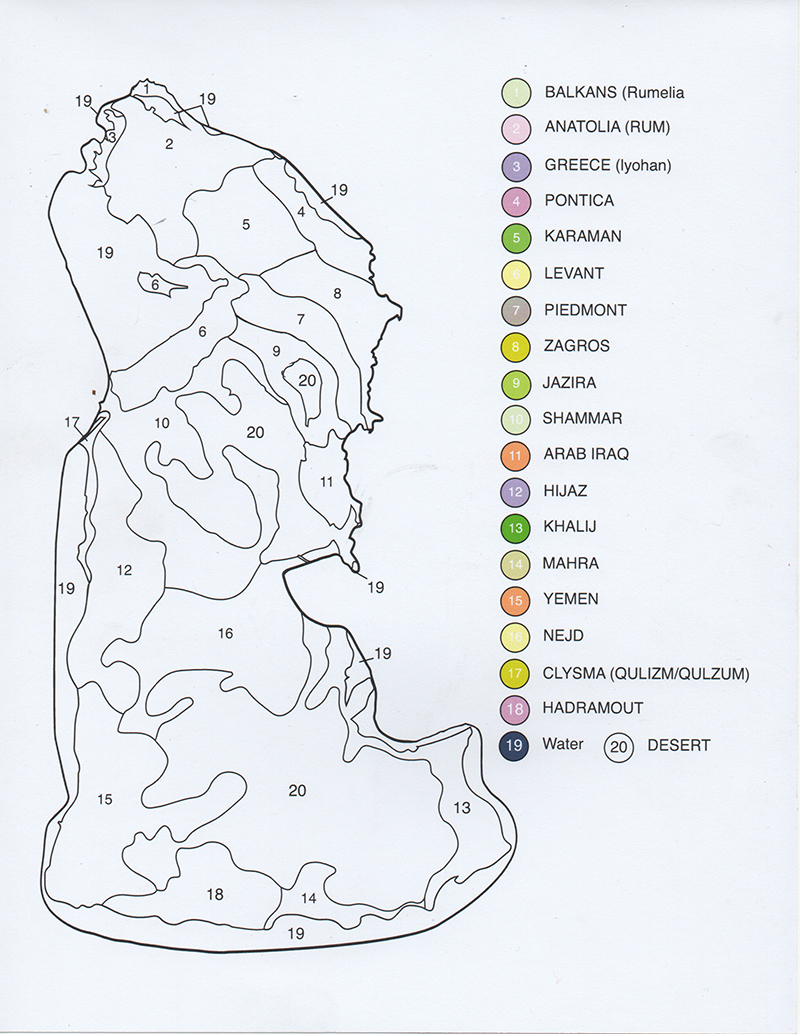 1
19
19
3
2
19
4
5
19
6
8
7
6
9
20
17
10
20
11
12
19
19
16
19
15
20
13
18
14
19
1 BALKANS (Rumelia
2 ANATOLIA (RUM)
3 GREECE (Iyohan)
4 PONTICA
5 KARAMAN
6 LEVANT
7 PIEDMONT
8 ZAGROS
9 JAZIRA
10 SHAMMAR
11 ARAB IRAQ
12 HIJAZ
13 KHALIJ
14 MAHRA
15 YEMEN
16 NEJD
17 CLYSMA (QULIZM/QULZUM)
18 HADRAMOUT
19 Water 20 DESERT